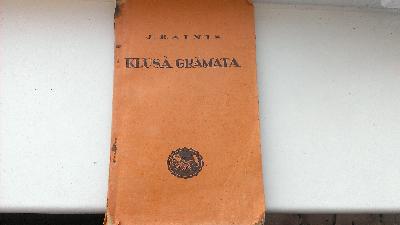 J. RAINIS
KLUSĀ GRĀMATA